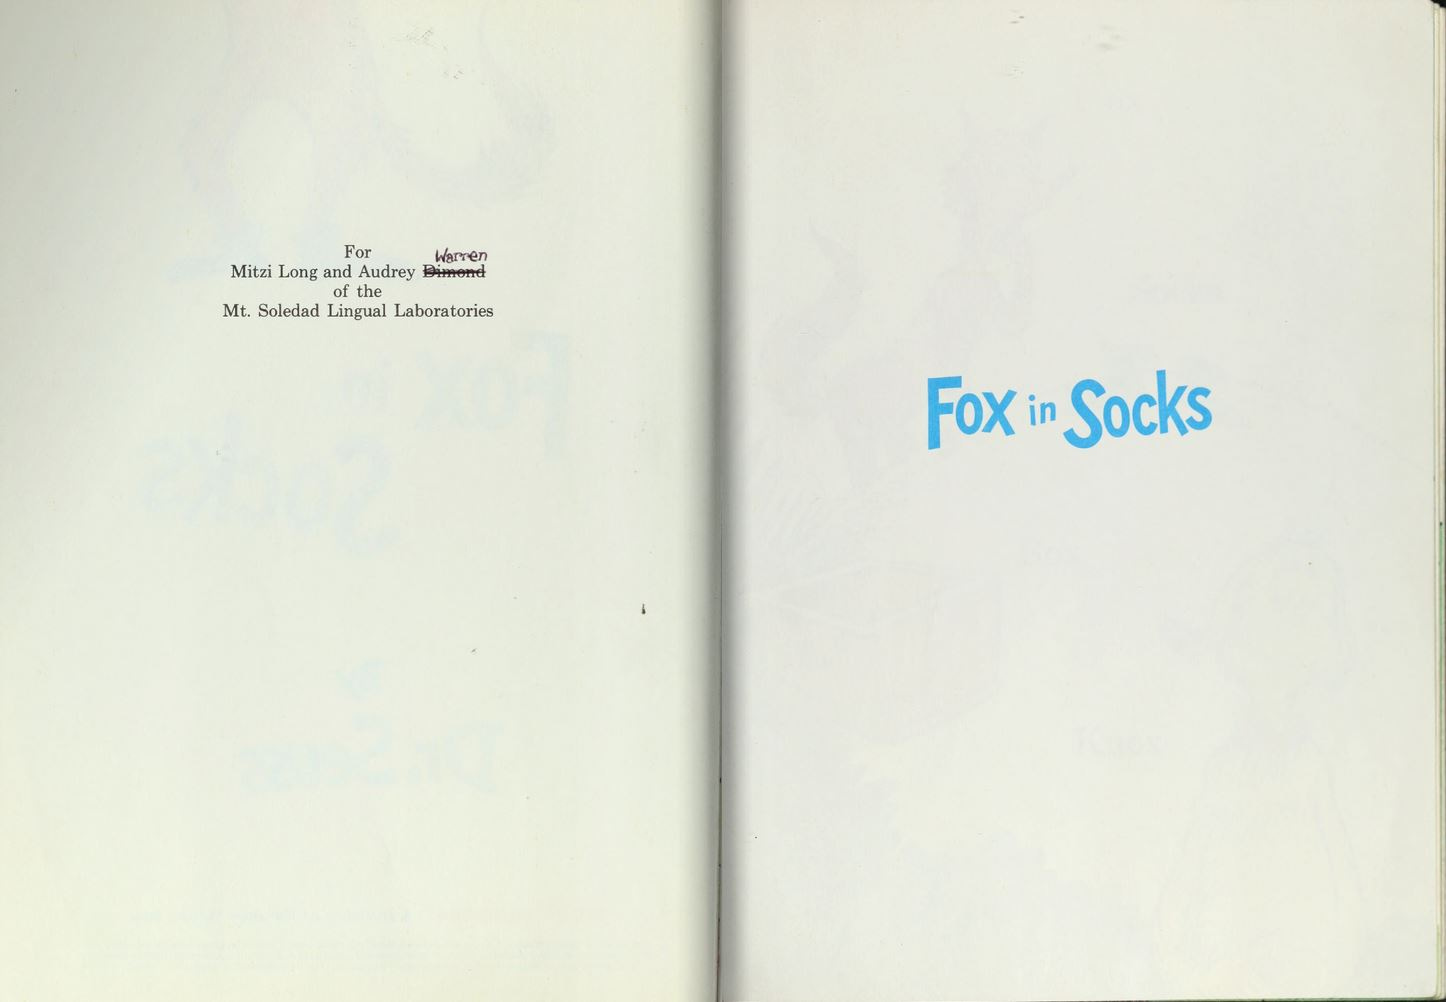 For
Warren
Mitzi Long and Audrey Dimond
of the
Mt. Soledad Lingual Laboratories
Fox in Socks